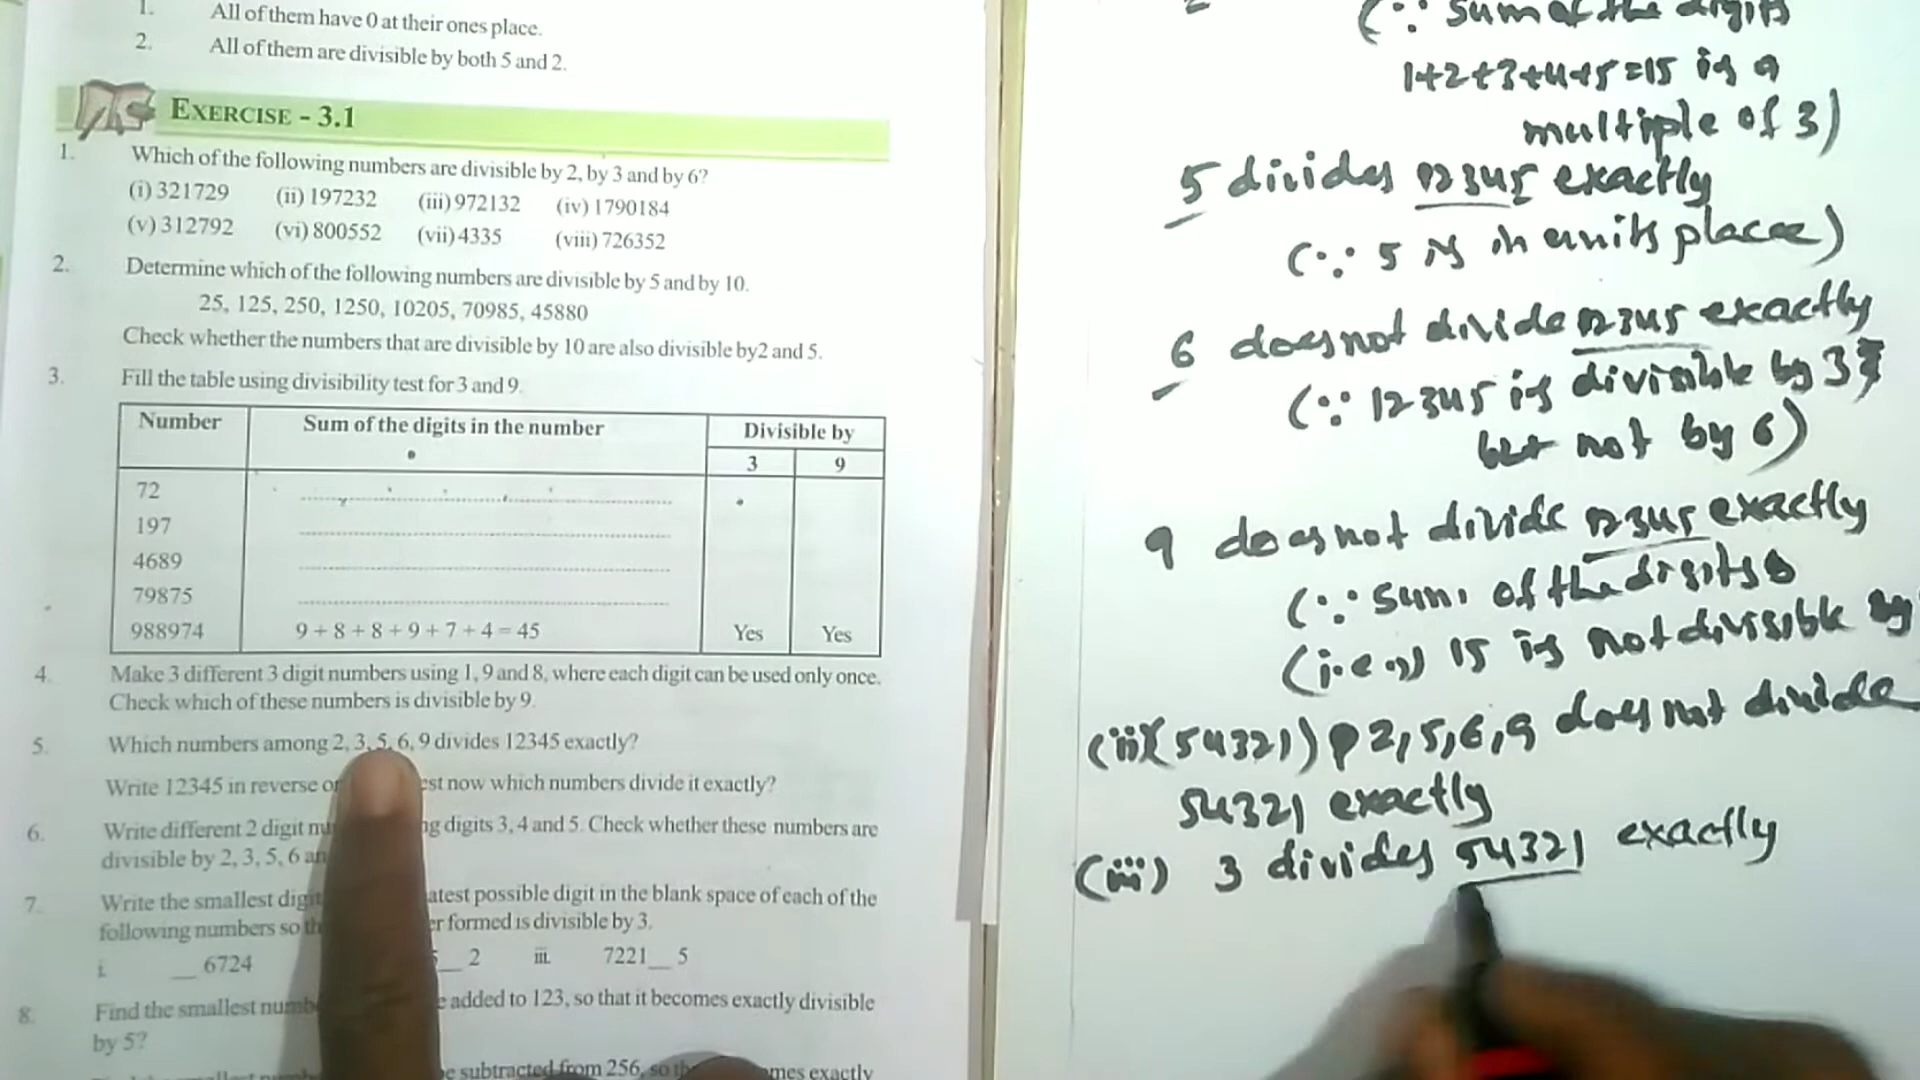 1. All of them have 0 at their ones place.
2. All of them are divisible by both 5 and 2.
EXERCISE - 3.1
1. Which of the following numbers are divisible by 2, by 3 and by 6?
(i) 321729 (ii) 197232 (iii) 972132 (iv) 1790184
(v) 312792 (vi) 800552 (vii) 4335 (viii) 726352
2. Determine which of the following numbers are divisible by 5 and by 10.
25, 125, 250, 1250, 10205, 70985, 45880
Check whether the numbers that are divisible by 10 are also divisible by2 and 5.
3. Fill the table using divisibility test for 3 and 9.
Number Sum of the digits in the number Divisible by
3 9
72
197
4689
79875
988974 9 + 8 + 8 + 9 + 7 + 4 = 45 Yes Yes
4. Make 3 different 3 digit numbers using 1, 9 and 8, where each digit can be used only once.
Check which of these numbers is divisible by 9.
5. Which numbers among 2, 3, 5, 6, 9 divides 12345 exactly?
Write 12345 in reverse now which numbers divide it exactly?
6. Write different 2 digit digits 3, 4 and 5. Check whether these numbers are
divisible by 2, 3, 5, 6
7. Write the smallest possible digit in the blank space of each of the
following numbers so formed is divisible by 3.
i. __ 6724 __ 2 iii. 7221__ 5
8. Find the smallest added to 123, so that it becomes exactly divisible
by 5?
subtracted from 256, exactly
(∵ sum of the digits
1+2+3+4+5=15 is a
multiple of 3)
5 divides 12345 exactly
(∵ 5 is in units place)
6 does not divide 12345 exactly
(∵ 12345 is divisible by 3
but not by 6)
9 does not divide 12345 exactly
(∵ sum of the digits
(i.e.,) 15 is not divisible by
(ii) (54321) 2,5,6,9 does not divide
54321 exactly
(iii) 3 divides 54321 exactly